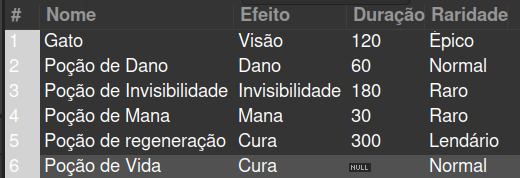 # Nome Efeito Duração Raridade
1 Gato Visão 120 Épico
2 Poção de Dano Dano 60 Normal
3 Poção de Invisibilidade Invisibilidade 180 Raro
4 Poção de Mana Mana 30 Raro
5 Poção de regeneração Cura 300 Lendário
6 Poção de Vida Cura NULL Normal